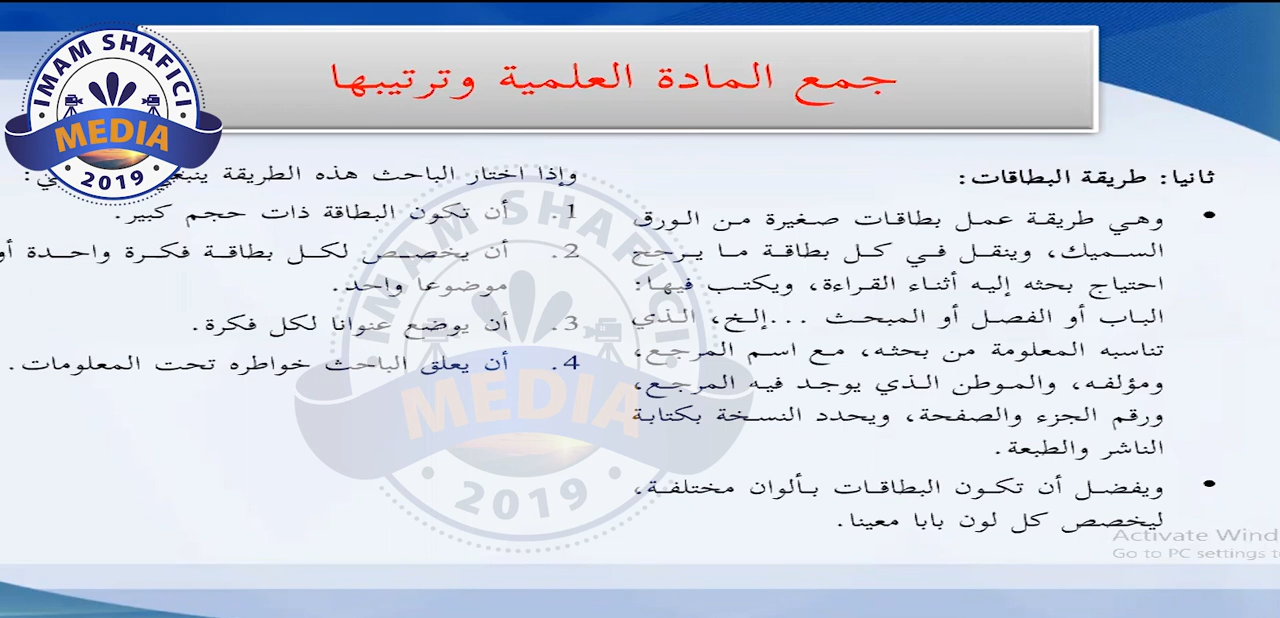 جمع المادة العلمية وترتيبها
ثانيا: طريقة البطاقات:
• وهي طريقة عمل بطاقات صغيرة من الورق
السميك، وينقل في كل بطاقة ما يرجح
احتياج بحثه إليه أثناء القراءة، ويكتب فيها:
الباب أو الفصل أو المبحث ...إلخ، الذي
تناسبه المعلومة من بحثه، مع اسم المرجع،
ومؤلفه، والموطن الذي يوجد فيه المرجع،
ورقم الجزء والصفحة، ويحدد النسخة بكتابة
الناشر والطبعة.
• ويفضل أن تكون البطاقات بألوان مختلفة،
ليخصص كل لون بابا معينا.
وإذا اختار الباحث هذه الطريقة
1. أن تكون البطاقة ذات حجم كبير.
2. أن يخصص لكل بطاقة فكرة واحدة أو
موضوعا واحد.
3. أن يوضع عنوانا لكل فكرة.
4. أن يعلق الباحث خواطره تحت المعلومات.
IMAM SHAFICI
MEDIA
2019
IMAM SHAFICI
MEDIA
2019
Activate Wind
Go to PC settings t